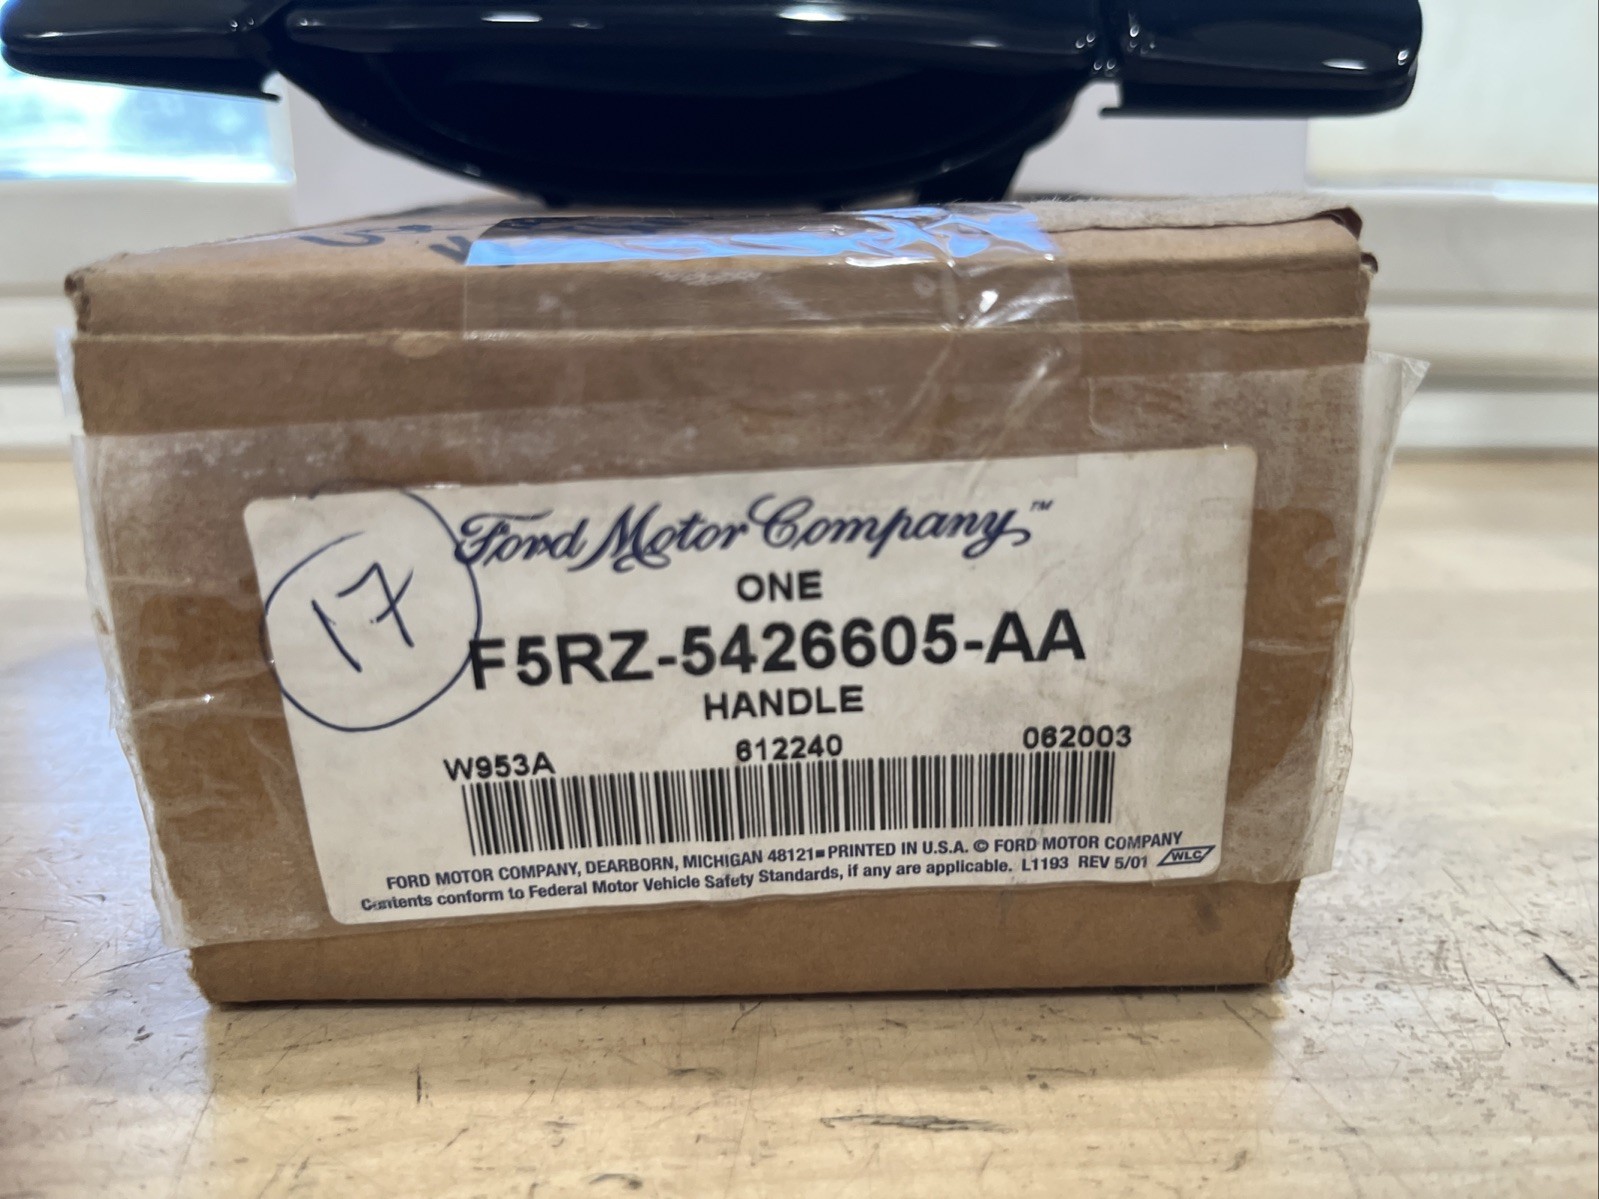 Ford Motor Company™
17
ONE
F5RZ-5426605-AA
HANDLE
W953A 612240 062003
FORD MOTOR COMPANY, DEARBORN, MICHIGAN 48121■PRINTED IN U.S.A. © FORD MOTOR COMPANY
Contents conform to Federal Motor Vehicle Safety Standards, if any are applicable. L1193 REV 5/01 WLC